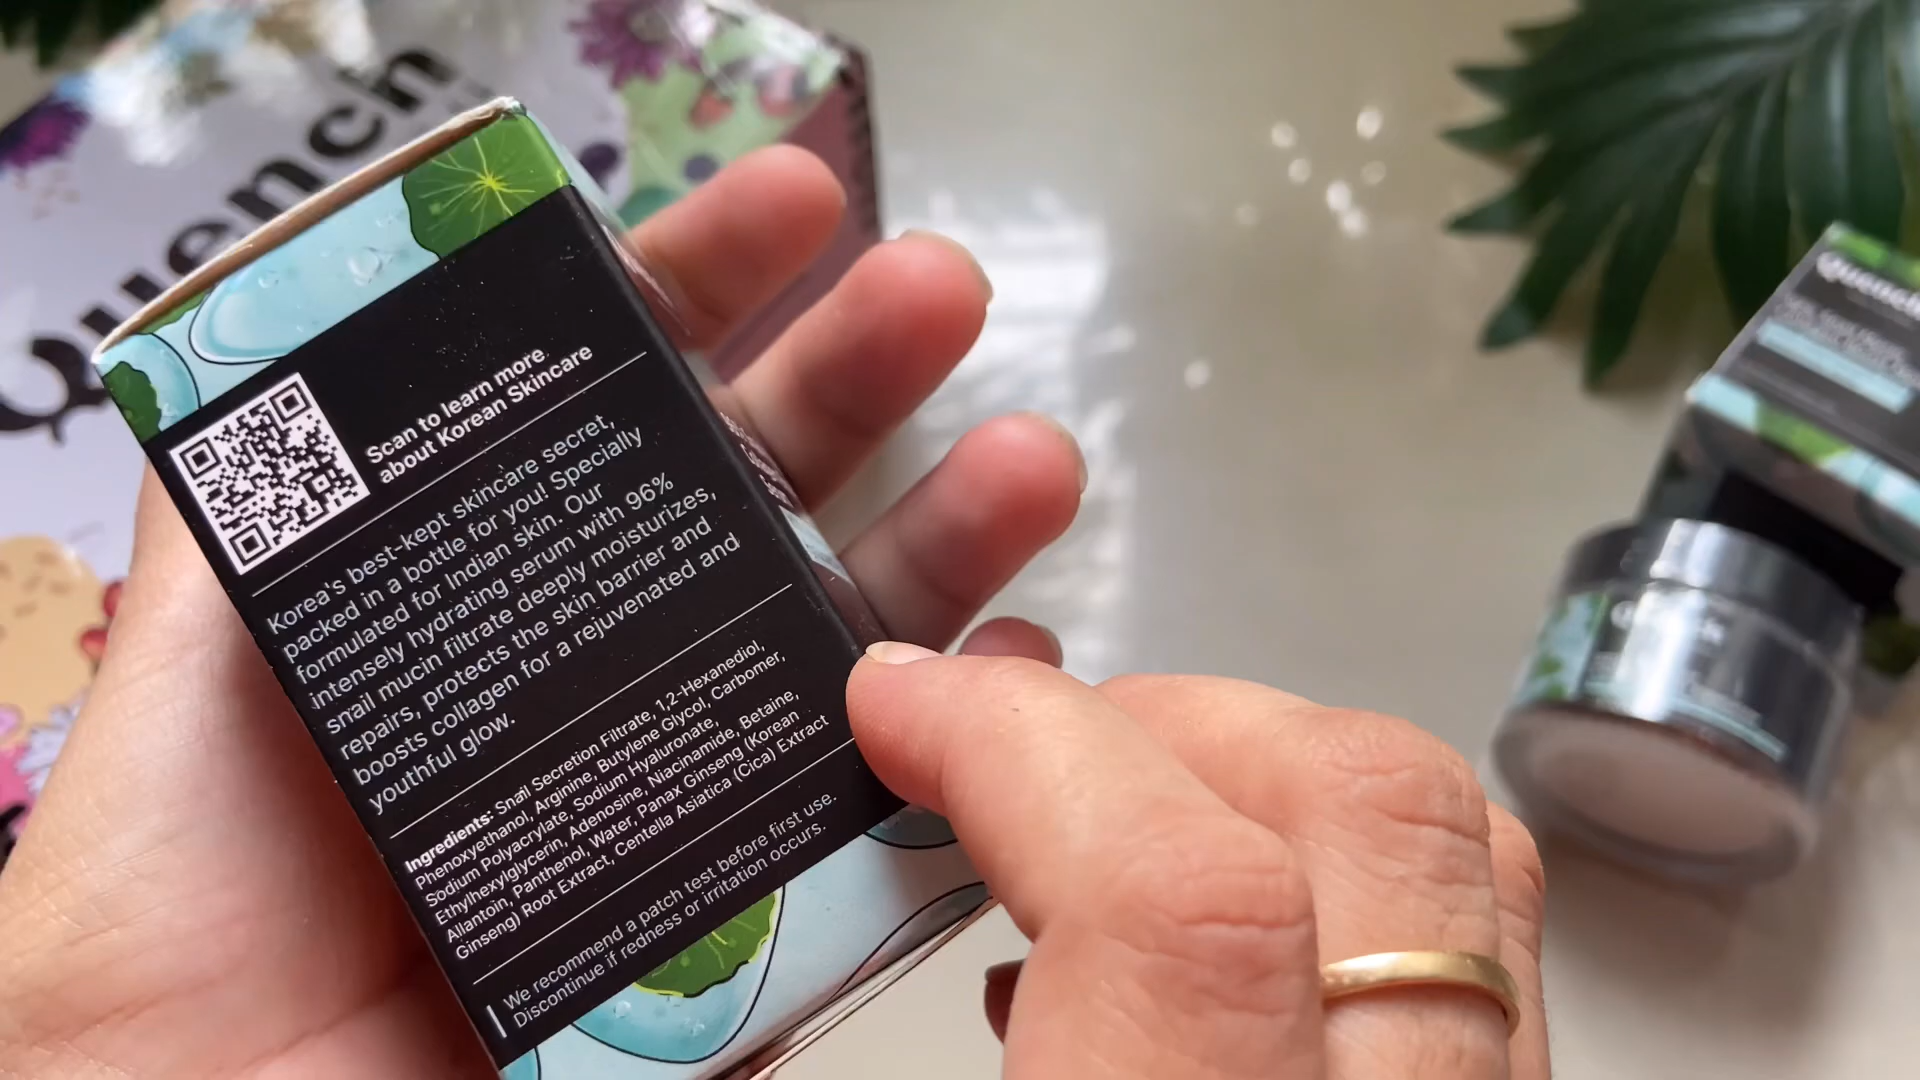 Quench
Scan to learn more
about Korean Skincare
Korea's best-kept skincare secret,
packed in a bottle for you! Specially
formulated for Indian skin. Our
intensely hydrating serum with 96%
snail mucin filtrate deeply moisturizes,
repairs, protects the skin barrier and
boosts collagen for a rejuvenated and
youthful glow.
Ingredients: Snail Secretion Filtrate, 1,2-Hexanediol,
Phenoxyethanol, Arginine, Butylene Glycol, Carbomer,
Sodium Polyacrylate, Sodium Hyaluronate,
Ethylhexylglycerin, Adenosine, Niacinamide, Betaine,
Allantoin, Panthenol, Water, Panax Ginseng (Korean
Ginseng) Root Extract, Centella Asiatica (Cica) Extract
We recommend a patch test before first use.
Discontinue if redness or irritation occurs.
Quench